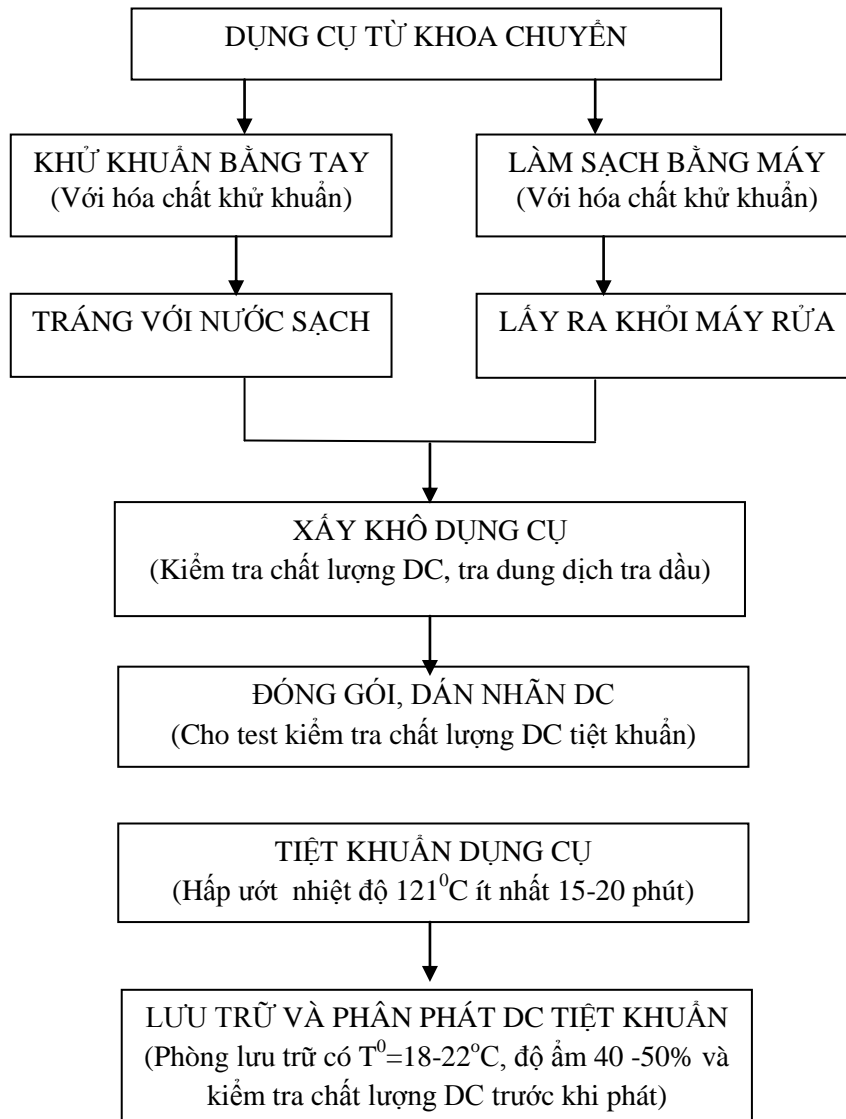 DỤNG CỤ TỪ KHOA CHUYỂN
KHỬ KHUẨN BẰNG TAY
(Với hóa chất khử khuẩn)
LÀM SẠCH BẰNG MÁY
(Với hóa chất khử khuẩn)
TRÁNG VỚI NƯỚC SẠCH
LẤY RA KHỎI MÁY RỬA
XẤY KHÔ DỤNG CỤ
(Kiểm tra chất lượng DC, tra dung dịch tra dầu)
ĐÓNG GÓI, DÁN NHÃN DC
(Cho test kiểm tra chất lượng DC tiệt khuẩn)
TIỆT KHUẨN DỤNG CỤ
(Hấp ướt nhiệt độ 121⁰C ít nhất 15-20 phút)
LƯU TRỮ VÀ PHÂN PHÁT DC TIỆT KHUẨN
(Phòng lưu trữ có T⁰=18-22ᵒC, độ ẩm 40 -50% và
kiểm tra chất lượng DC trước khi phát)